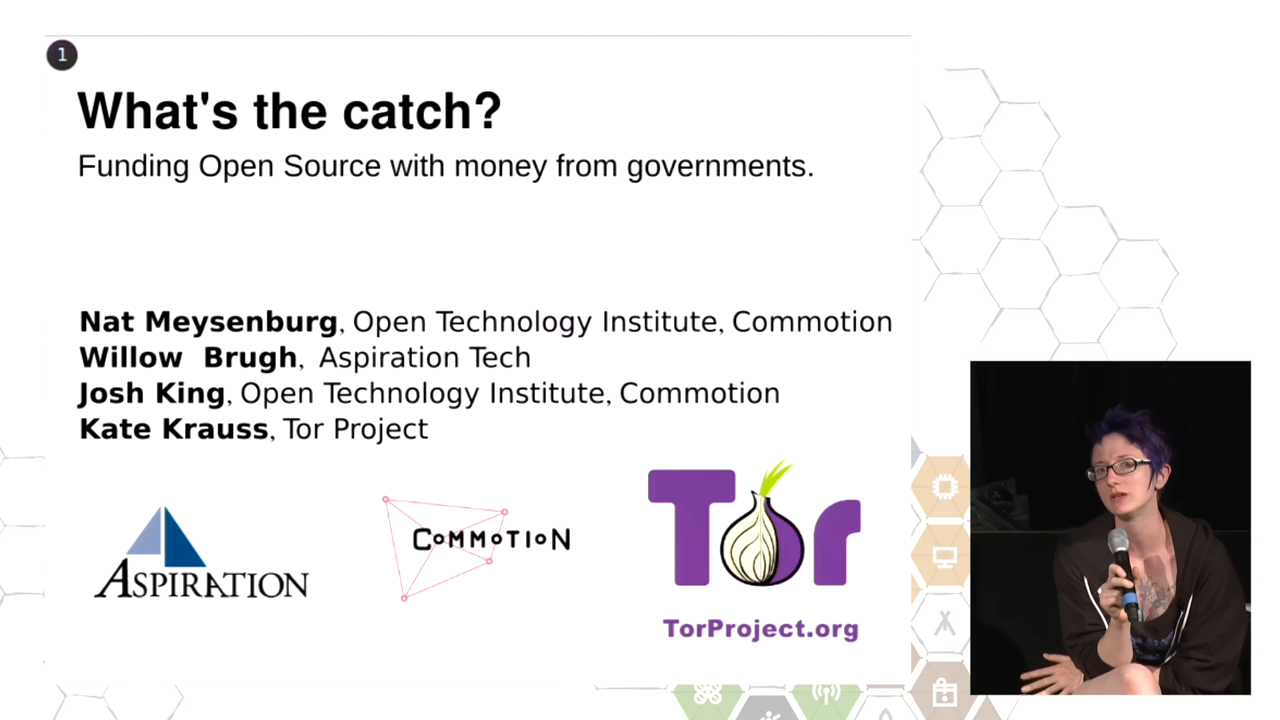 1
What's the catch?
Funding Open Source with money from governments.
Nat Meysenburg, Open Technology Institute, Commotion
Willow Brugh, Aspiration Tech
Josh King, Open Technology Institute, Commotion
Kate Krauss, Tor Project
ASPIRATION
COMMOTION
Tor
TorProject.org